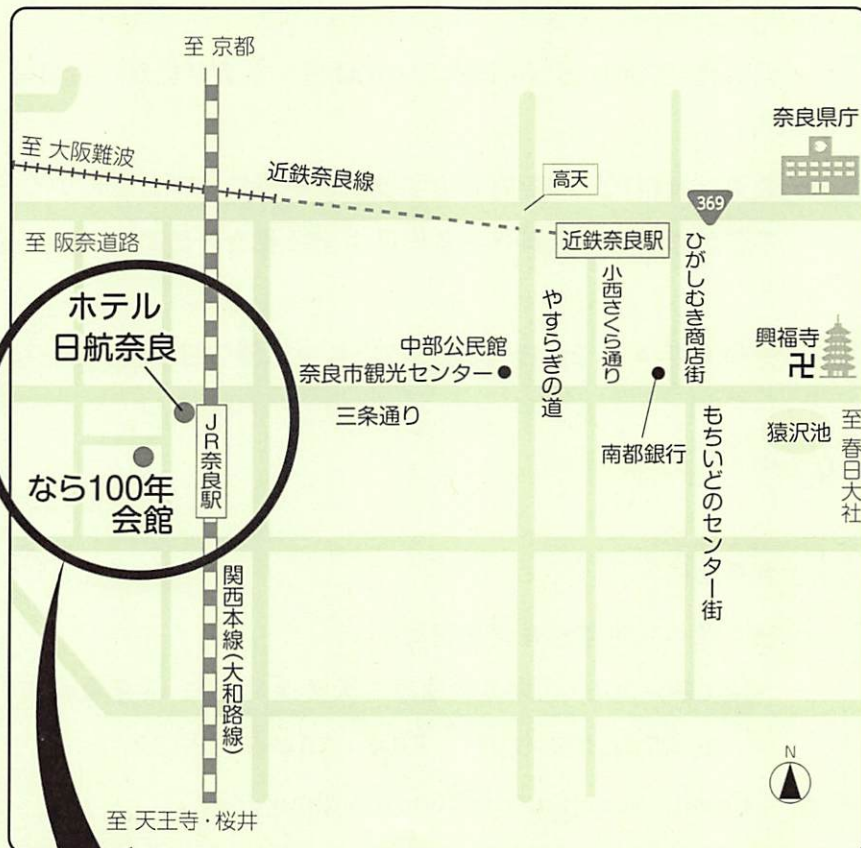 至 京都
奈良県庁
至 大阪難波
近鉄奈良線
高天
369
近鉄奈良駅
至 阪奈道路
ひがしむき商店街
小西さくら通り
やすらぎの道
ホテル
日航奈良
中部公民館
奈良市観光センター
興福寺
三条通り
JR奈良駅
南都銀行
猿沢池
至 春日大社
もちいどのセンター街
なら100年
会館
関西本線(大和路線)
N
至 天王寺・桜井